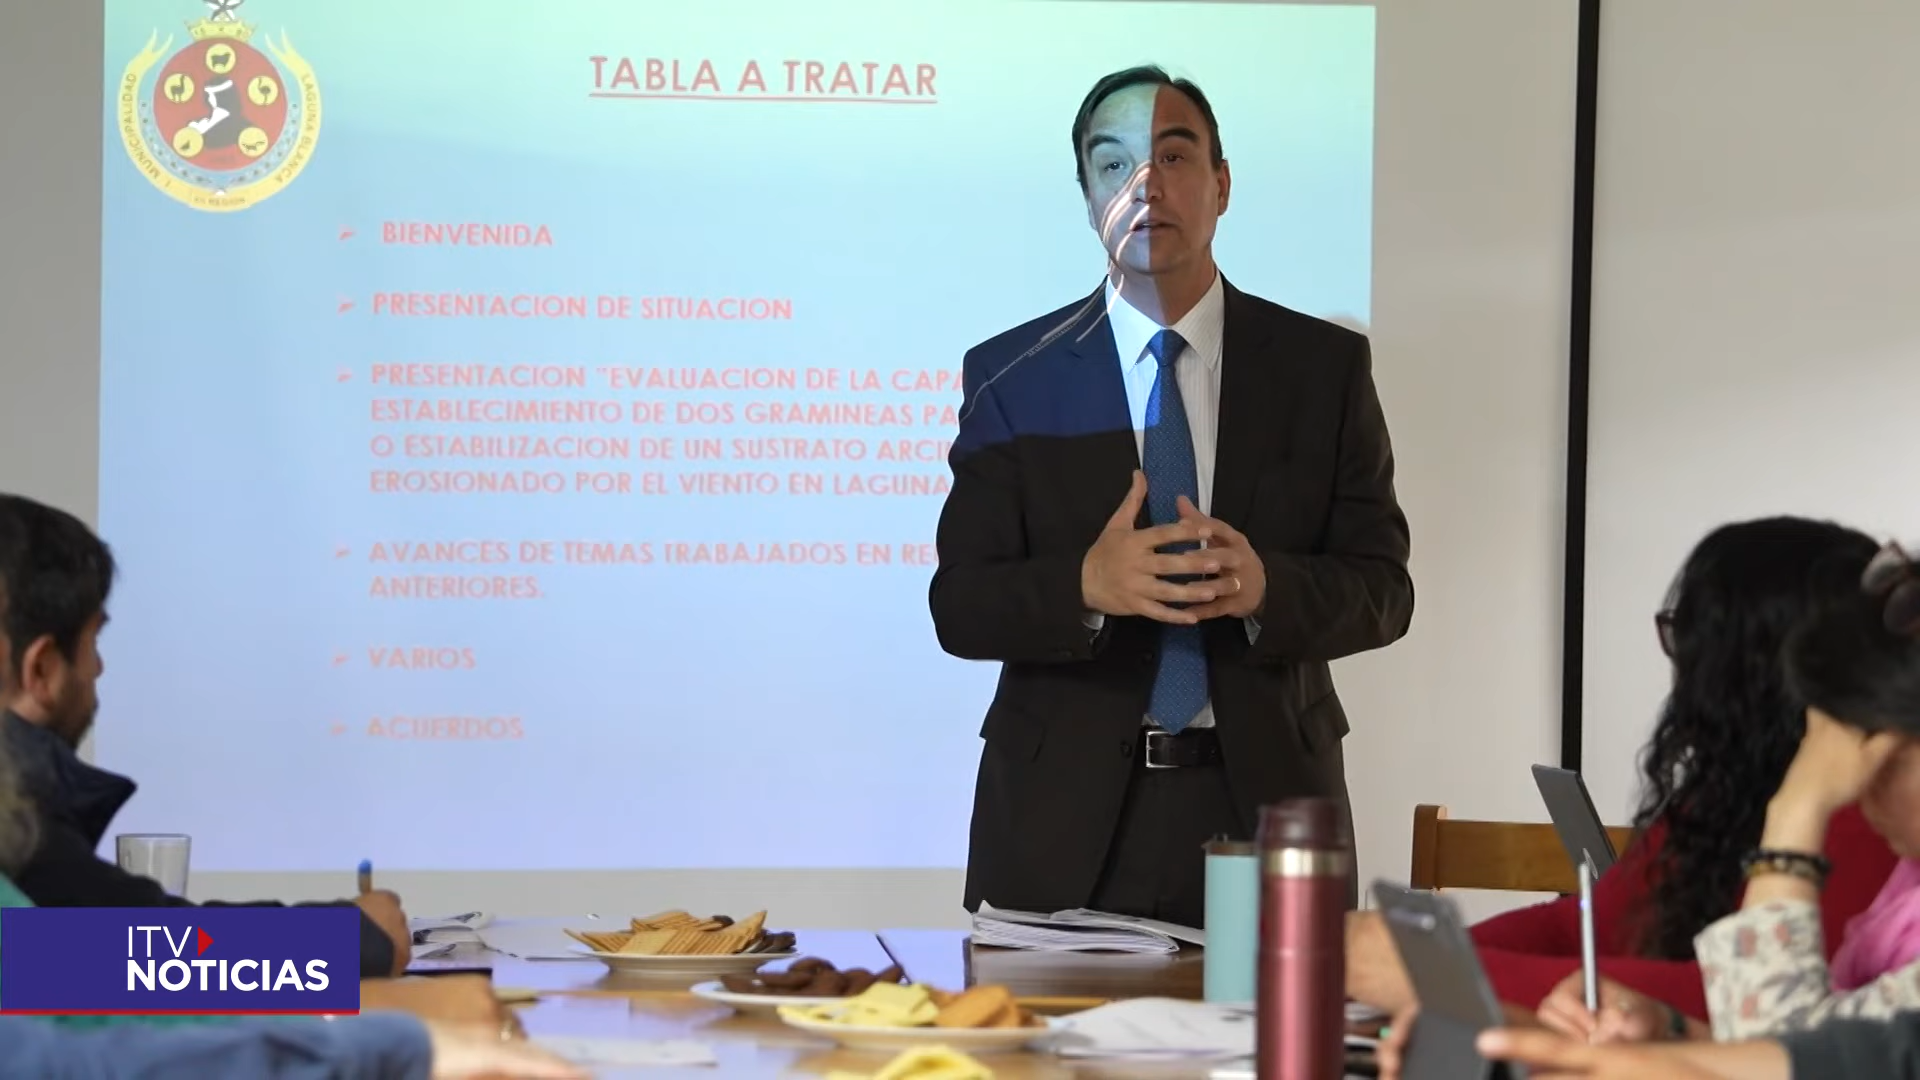 I. MUNICIPALIDAD LAGUNA BLANCA
XII REGION
TABLA A TRATAR
➢ BIENVENIDA
➢ PRESENTACION DE SITUACION
➢ PRESENTACION "EVALUACION DE LA CAPA
ESTABLECIMIENTO DE DOS GRAMINEAS PA
O ESTABILIZACION DE UN SUSTRATO ARCI
EROSIONADO POR EL VIENTO EN LAGUNA
➢ AVANCES DE TEMAS TRABAJADOS EN RE
ANTERIORES.
➢ VARIOS
➢ ACUERDOS
ITV
NOTICIAS